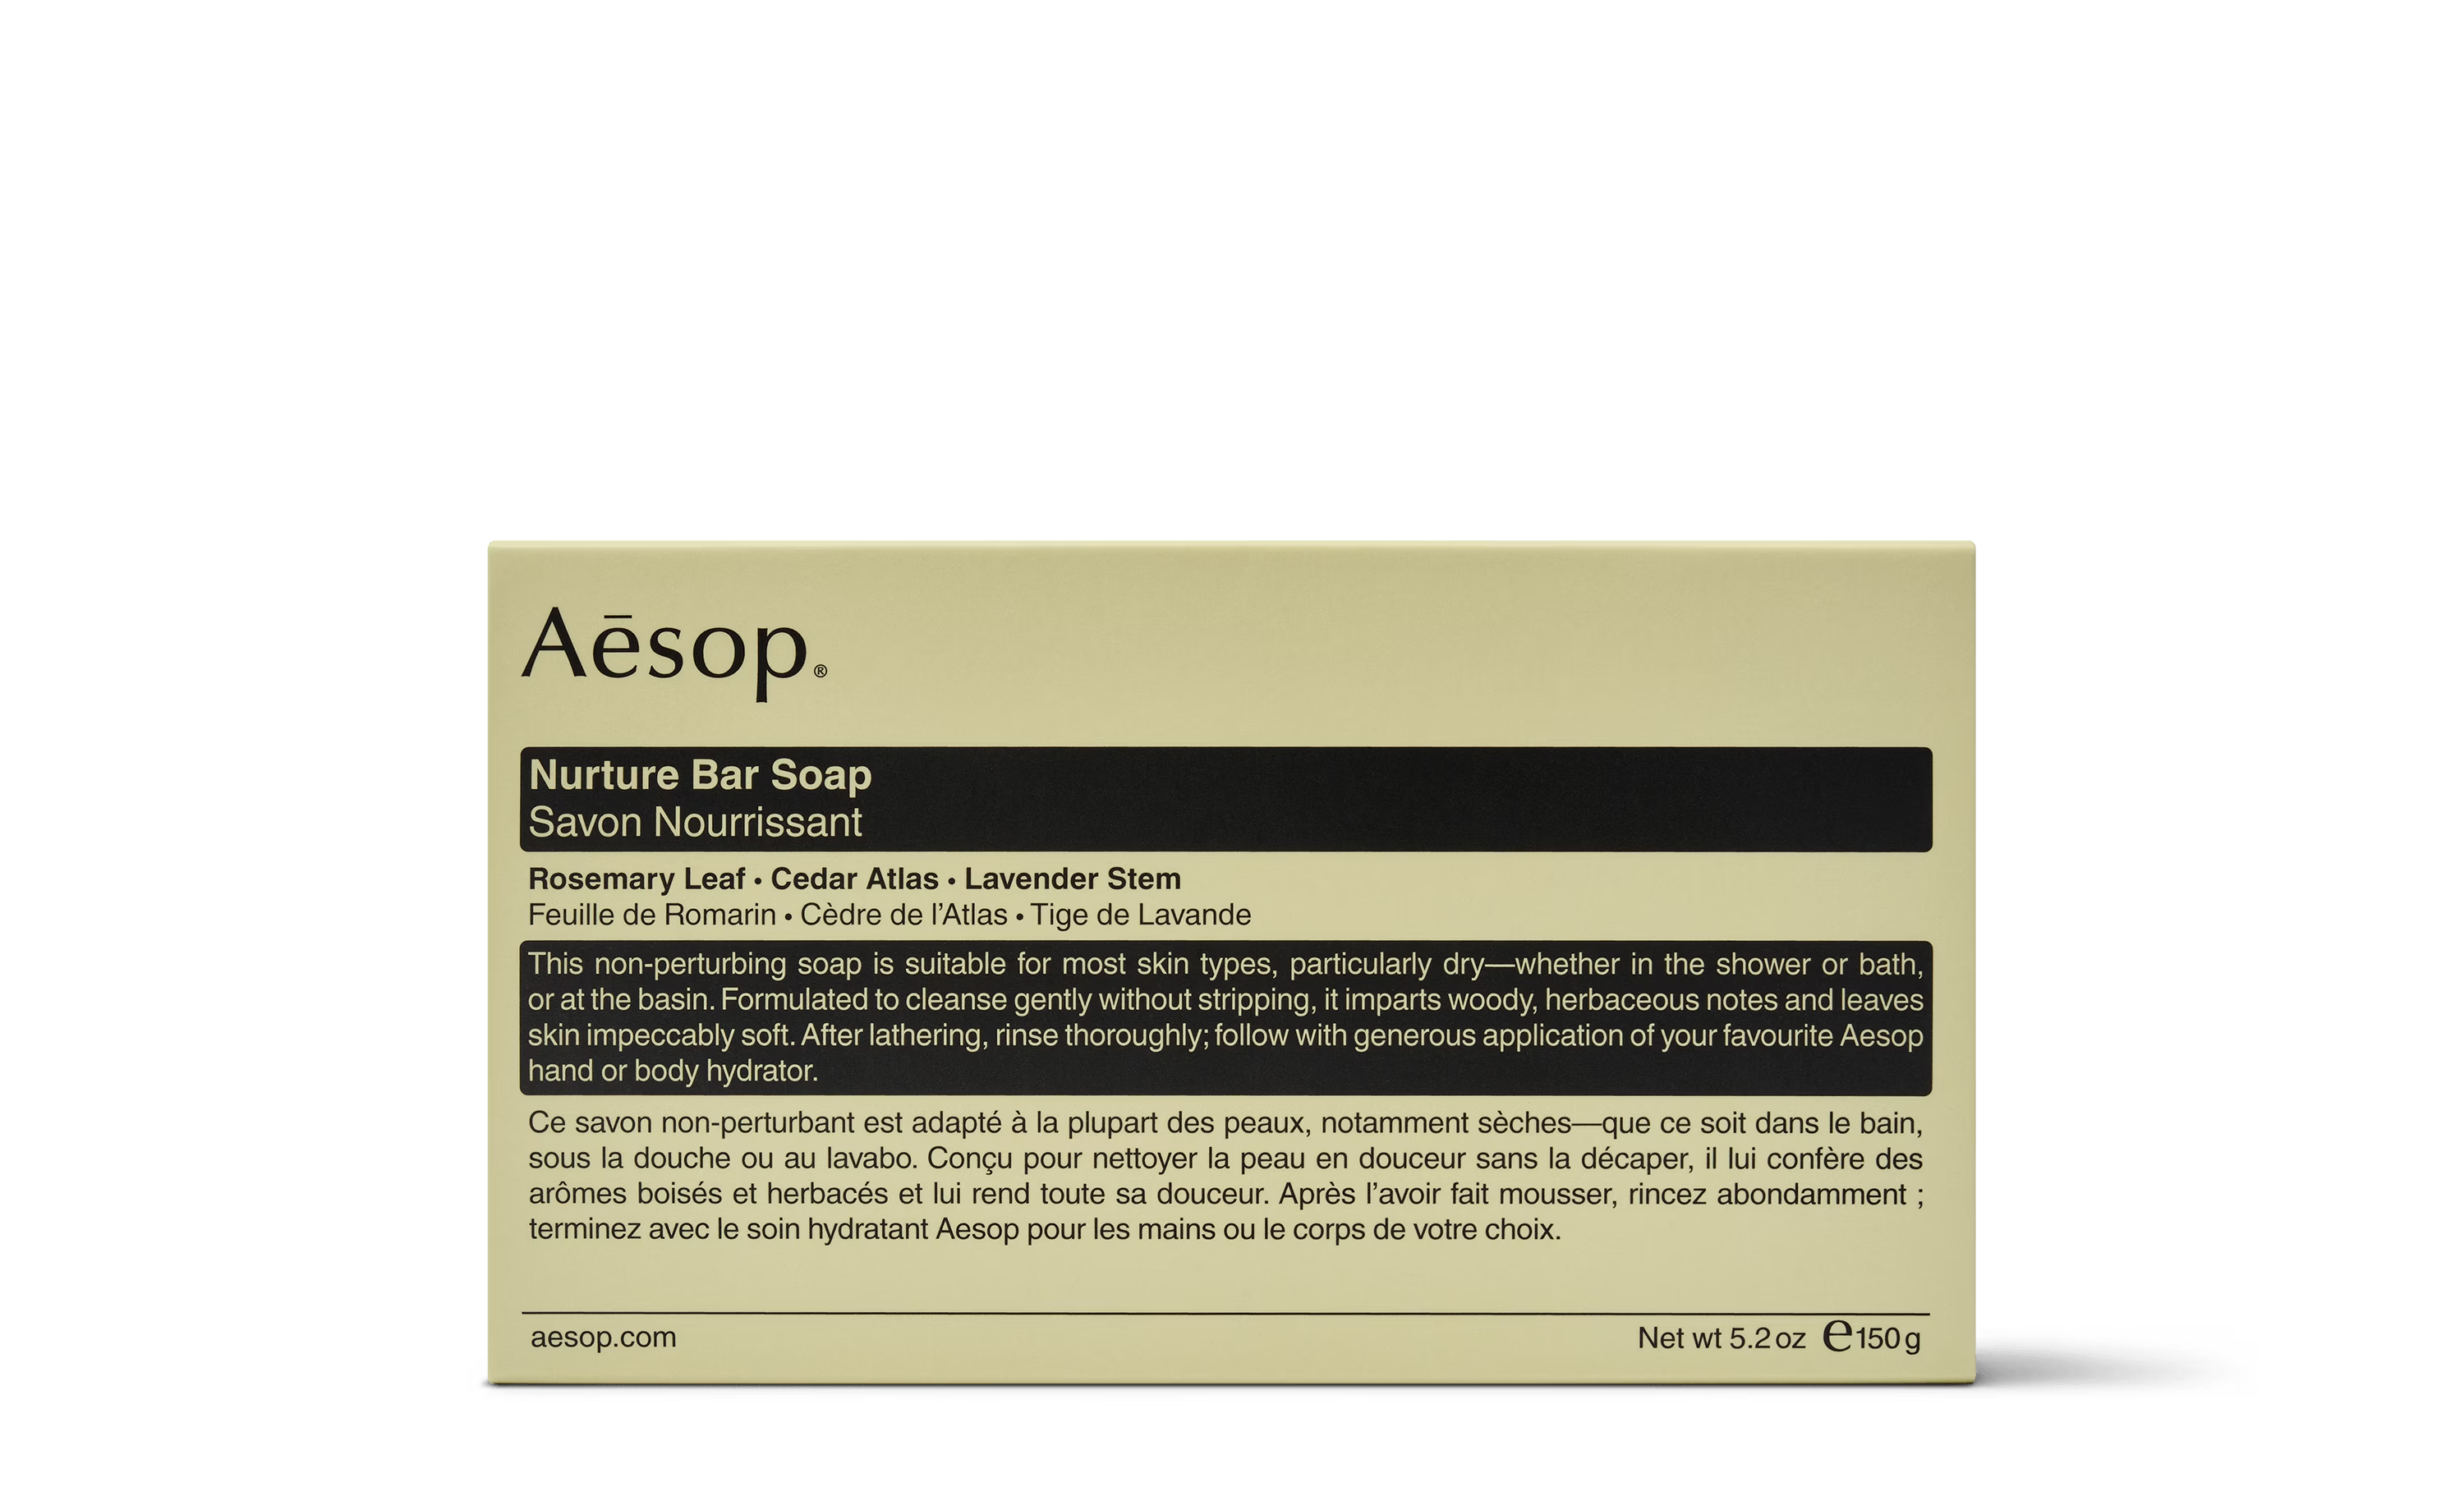 Aēsop®
Nurture Bar Soap
Savon Nourrissant
Rosemary Leaf • Cedar Atlas • Lavender Stem
Feuille de Romarin • Cèdre de l’Atlas • Tige de Lavande
This non-perturbing soap is suitable for most skin types, particularly dry—whether in the shower or bath,
or at the basin. Formulated to cleanse gently without stripping, it imparts woody, herbaceous notes and leaves
skin impeccably soft. After lathering, rinse thoroughly; follow with generous application of your favourite Aesop
hand or body hydrator.
Ce savon non-perturbant est adapté à la plupart des peaux, notamment sèches—que ce soit dans le bain,
sous la douche ou au lavabo. Conçu pour nettoyer la peau en douceur sans la décaper, il lui confère des
arômes boisés et herbacés et lui rend toute sa douceur. Après l’avoir fait mousser, rincez abondamment ;
terminez avec le soin hydratant Aesop pour les mains ou le corps de votre choix.
aesop.com Net wt 5.2 oz ℮150 g